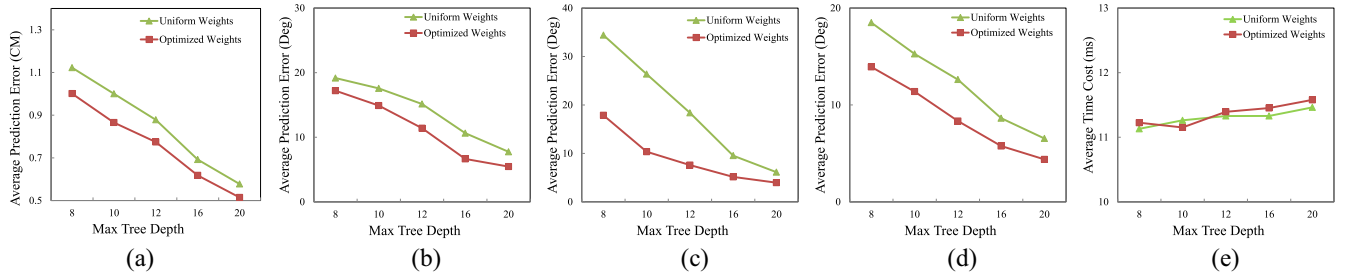 Average Prediction Error (CM)
1.3
1.1
0.9
0.7
0.5
Uniform Weights
Optimized Weights
8 10 12 16 20
Max Tree Depth
(a)
Average Prediction Error (Deg)
30
20
10
0
Uniform Weights
Optimized Weights
8 10 12 16 20
Max Tree Depth
(b)
Average Prediction Error (Deg)
40
30
20
10
0
Uniform Weights
Optimized Weights
8 10 12 16 20
Max Tree Depth
(c)
Average Prediction Error (Deg)
20
10
0
Uniform Weights
Optimized Weights
8 10 12 16 20
Max Tree Depth
(d)
Average Time Cost (ms)
13
12
11
10
Uniform Weights
Optimized Weights
8 10 12 16 20
Max Tree Depth
(e)